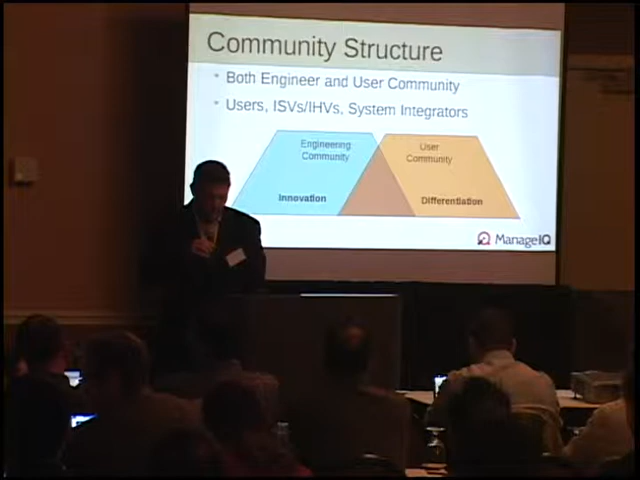 Community Structure
Both Engineer and User Community
Users, ISVs/IHVs, System Integrators
Engineering
Community
User
Community
Innovation
Differentiation
ManageIQ